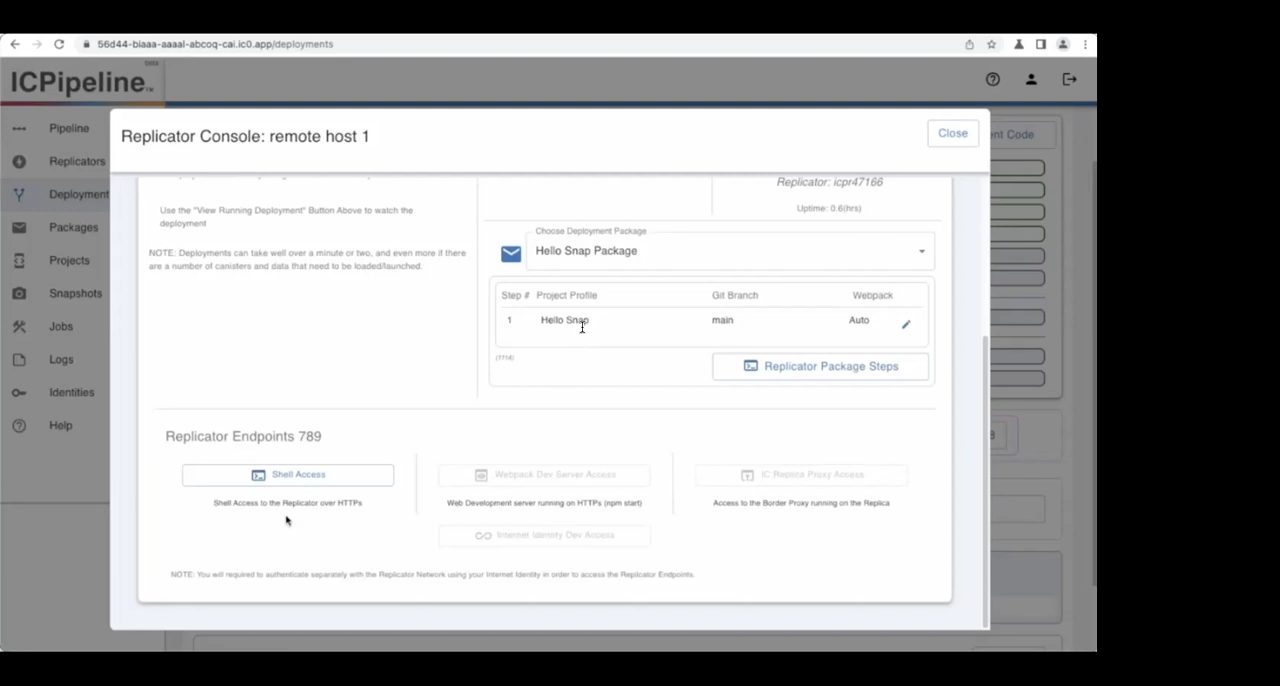 56d44-biaaa-aaaal-abcoq-cai.ic0.app/deployments
beta
ICPipeline™
Pipeline
Replicators
Deployment
Packages
Projects
Snapshots
Jobs
Logs
Identities
Help
Replicator Console: remote host 1
Close
nt Code
Replicator: icpr47166
Uptime: 0.6(hrs)
Use the "View Running Deployment" Button Above to watch the
deployment
NOTE: Deployments can take well over a minute or two, and even more if there
are a number of canisters and data that need to be loaded/launched.
Choose Deployment Package
Hello Snap Package
Step # Project Profile Git Branch Webpack
1 Hello Snap main Auto
(1114)
Replicator Package Steps
Replicator Endpoints 789
Shell Access
Webpack Dev Server Access
IC Replica Proxy Access
Shell Access to the Replicator over HTTPs
Web Development server running on HTTPs (npm start)
Access to the Border Proxy running on the Replica
Internet Identity Dev Access
NOTE: You will required to authenticate separately with the Replicator Network using your Internet Identity in order to access the Replicator Endpoints.